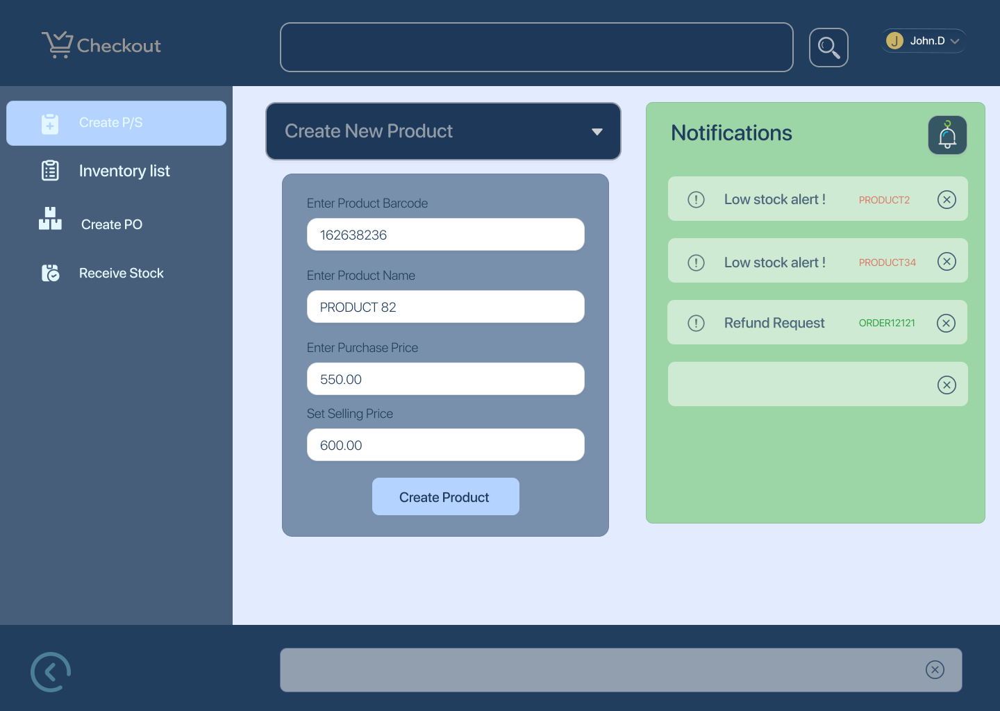 Checkout
J John.D
Create P/S
Inventory list
Create PO
Receive Stock
Create New Product
Enter Product Barcode
162638236
Enter Product Name
PRODUCT 82
Enter Purchase Price
550.00
Set Selling Price
600.00
Create Product
Notifications
Low stock alert ! PRODUCT2
Low stock alert ! PRODUCT34
Refund Request ORDER12121